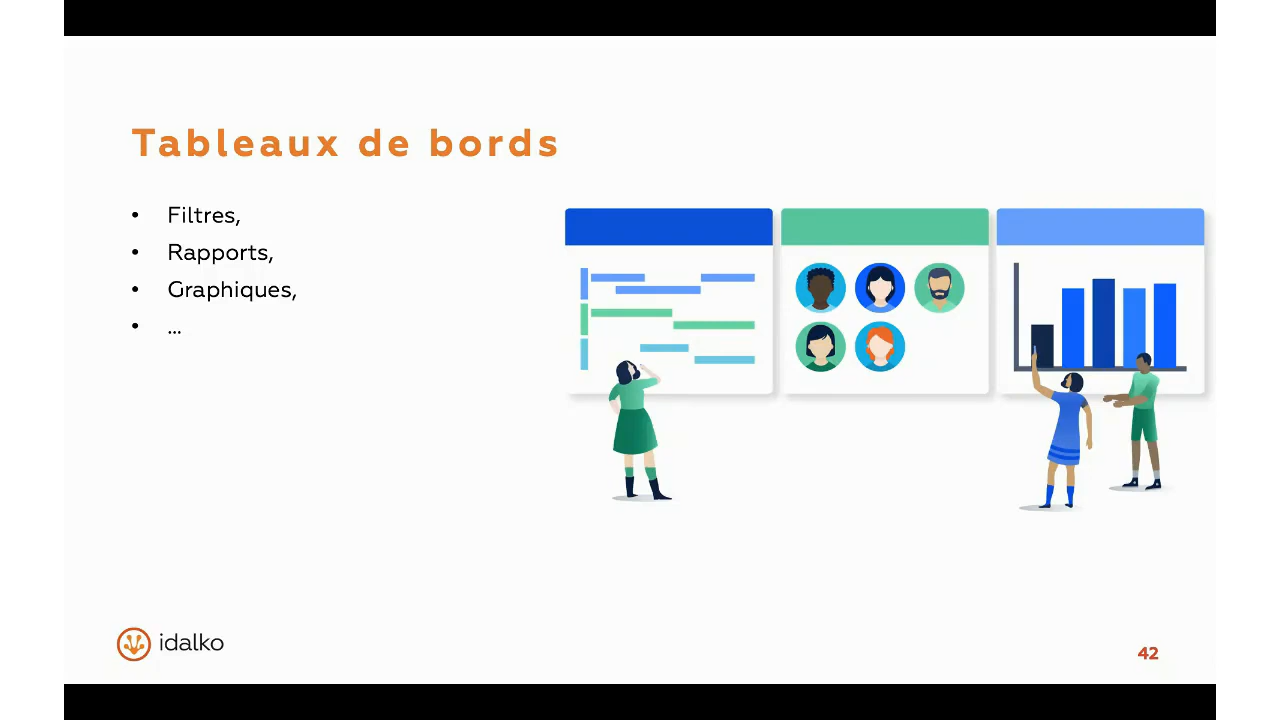 Tableaux de bords
• Filtres,
• Rapports,
• Graphiques,
• ...
idalko
42